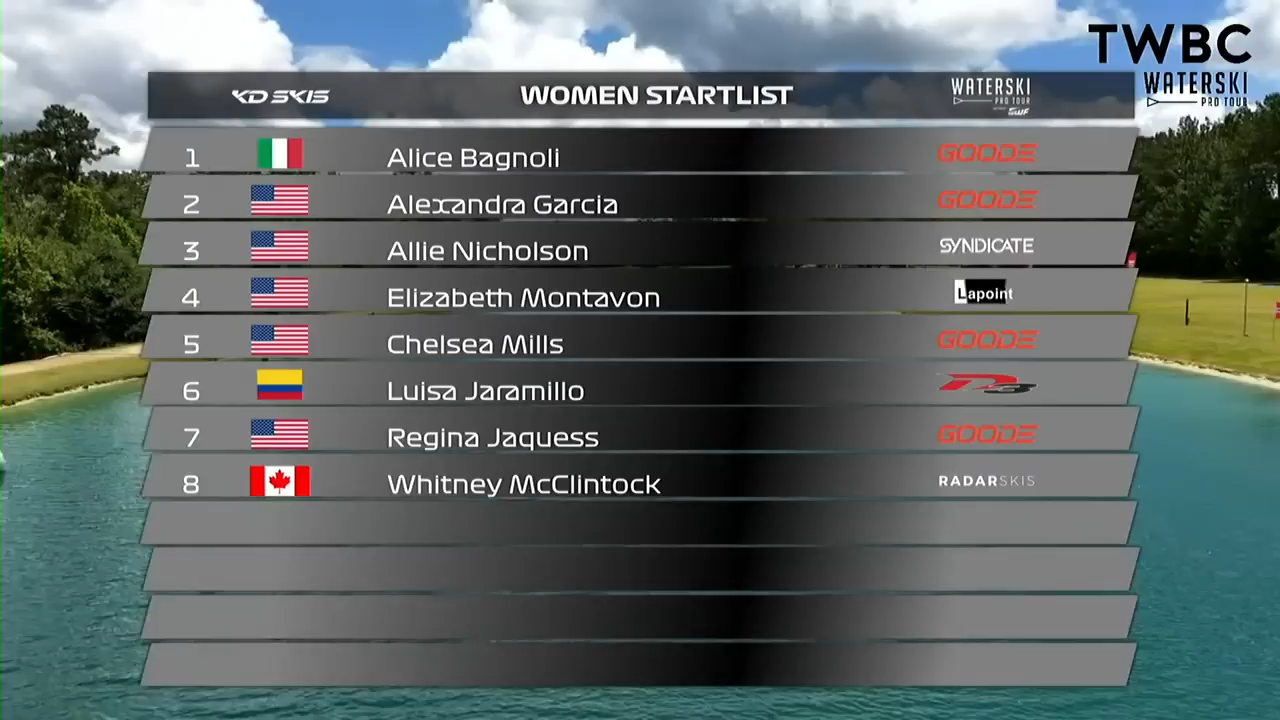 TWBC
WATERSKI
PRO TOUR
KD SKIS WOMEN STARTLIST WATERSKI
PRO TOUR
1 Alice Bagnoli GOODE
2 Alexandra Garcia GOODE
3 Allie Nicholson SYNDICATE
4 Elizabeth Montavon Lapoint
5 Chelsea Mills GOODE
6 Luisa Jaramillo D3
7 Regina Jaquess GOODE
8 Whitney McClintock RADARSKIS